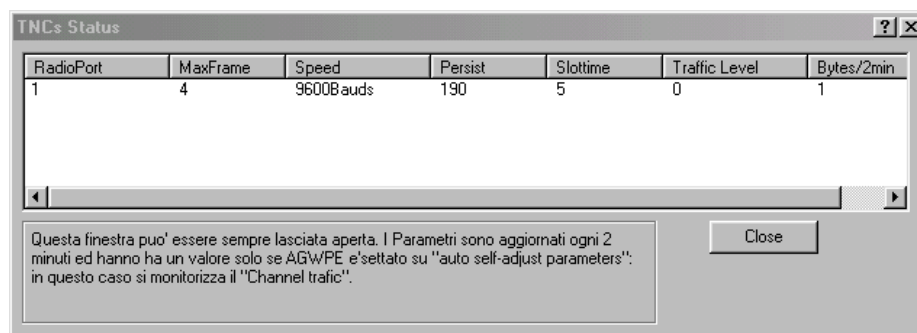 TNCs Status
RadioPort MaxFrame Speed Persist Slottime Traffic Level Bytes/2min
1 4 9600Bauds 190 5 0 1
Questa finestra puo' essere sempre lasciata aperta. I Parametri sono aggiornati ogni 2
minuti ed hanno ha un valore solo se AGWPE e'settato su "auto self-adjust parameters":
in questo caso si monitorizza il "Channel trafic".
Close